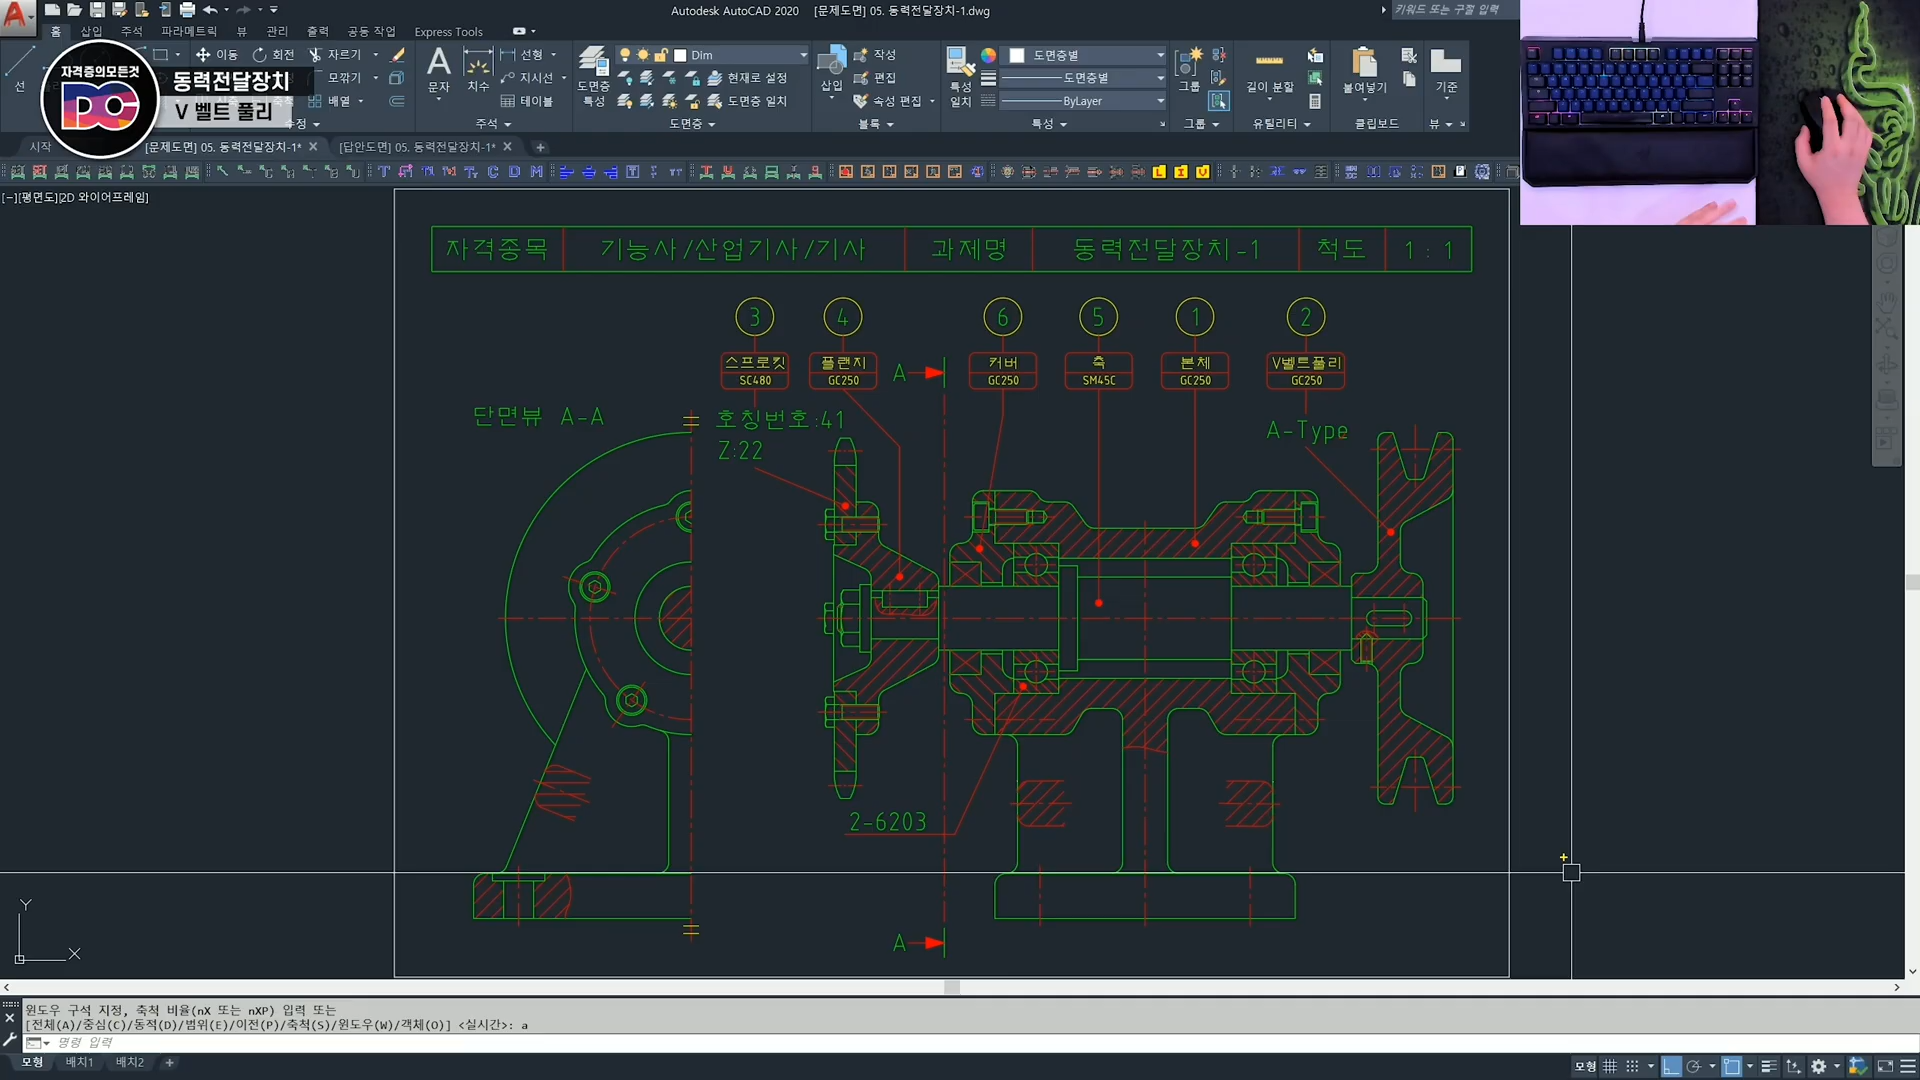 Autodesk AutoCAD 2020 [문제도면] 05. 동력전달장치-1.dwg
키워드 또는 구절 입력
홈 삽입 주석 파라메트릭 뷰 관리 출력 공동 작업 Express Tools
이동 회전 자르기 선형 Dim 작성 도면층별
선 모깎기 문자 치수 지시선 도면층 특성 현재로 설정 삽입 편집 특성 일치 도면층별 그룹 길이 분할 붙여넣기 기준
배열 테이블 도면층 일치 속성 편집 ByLayer
수정 주석 도면층 블록 특성 그룹 유틸리티 클립보드 뷰
자격증의모든것
동력전달장치
V 벨트 풀리
시작 [문제도면] 05. 동력전달장치-1* [답안도면] 05. 동력전달장치-1*
[−][평면도][2D 와이어프레임]
자격종목 기능사/산업기사/기사 과제명 동력전달장치-1 척도 1 : 1
3 4 6 5 1 2
스프로킷 플랜지 커버 축 본체 V벨트풀리
SC480 GC250 GC250 SM45C GC250 GC250
A
단면뷰 A-A
호칭번호:41
Z:22
A-Type
2-6203
A
Y
X
윈도우 구석 지정, 축척 비율(nX 또는 nXP) 입력 또는
[전체(A)/중심(C)/동적(D)/범위(E)/이전(P)/축척(S)/윈도우(W)/객체(O)] <실시간>: a
명령 입력
모형 배치1 배치2 +
모형